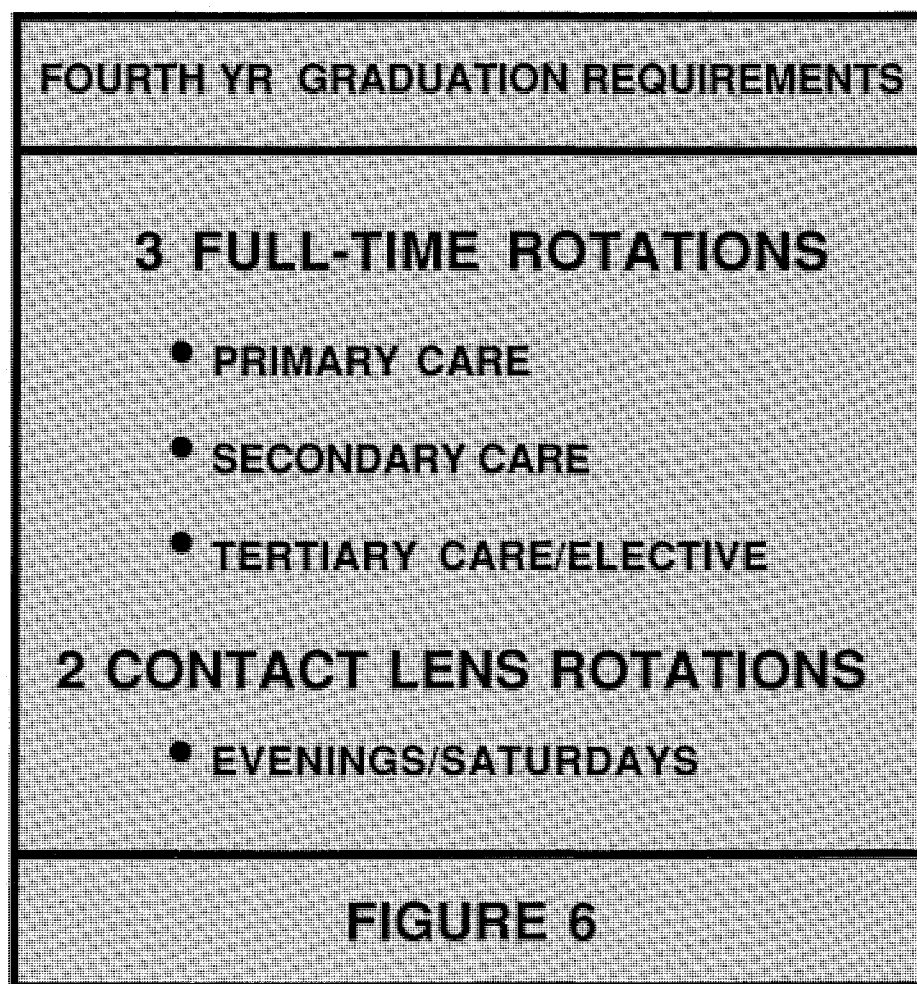 FOURTH YR GRADUATION REQUIREMENTS
3 FULL-TIME ROTATIONS
• PRIMARY CARE
• SECONDARY CARE
• TERTIARY CARE/ELECTIVE
2 CONTACT LENS ROTATIONS
• EVENINGS/SATURDAYS
FIGURE 6